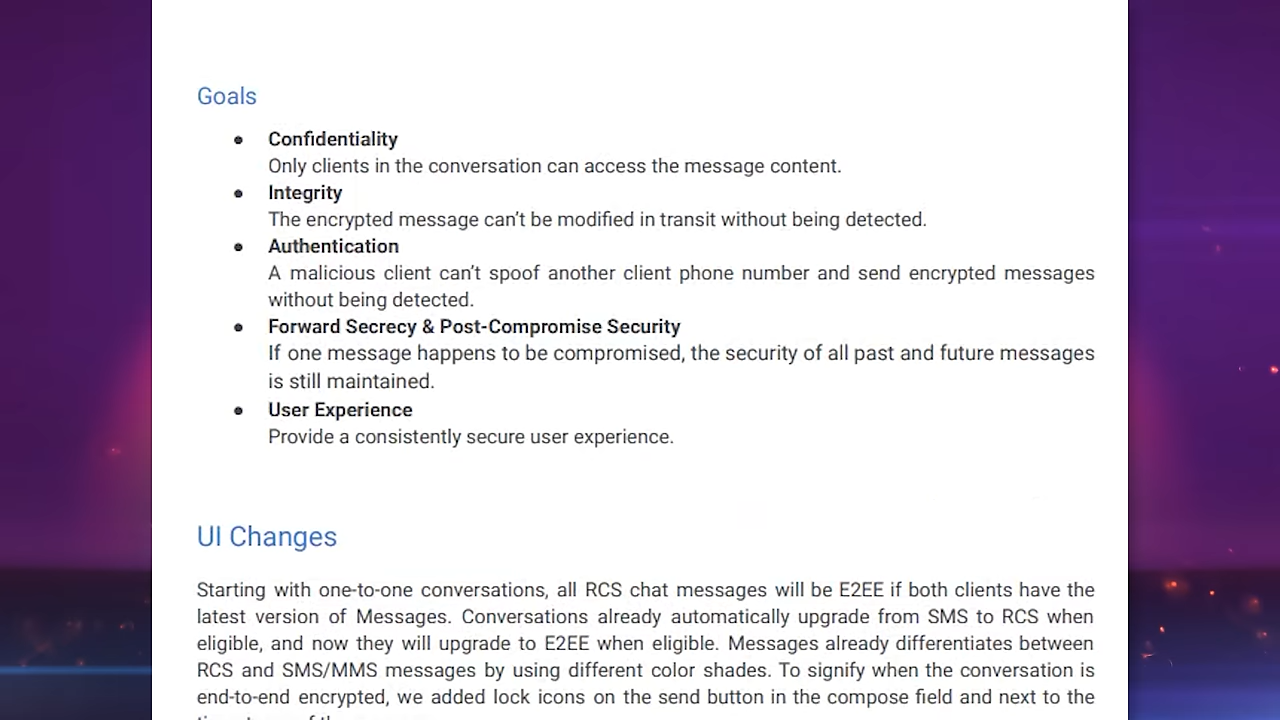 Goals
• Confidentiality
Only clients in the conversation can access the message content.
• Integrity
The encrypted message can’t be modified in transit without being detected.
• Authentication
A malicious client can’t spoof another client phone number and send encrypted messages
without being detected.
• Forward Secrecy & Post-Compromise Security
If one message happens to be compromised, the security of all past and future messages
is still maintained.
• User Experience
Provide a consistently secure user experience.
UI Changes
Starting with one-to-one conversations, all RCS chat messages will be E2EE if both clients have the
latest version of Messages. Conversations already automatically upgrade from SMS to RCS when
eligible, and now they will upgrade to E2EE when eligible. Messages already differentiates between
RCS and SMS/MMS messages by using different color shades. To signify when the conversation is
end-to-end encrypted, we added lock icons on the send button in the compose field and next to the